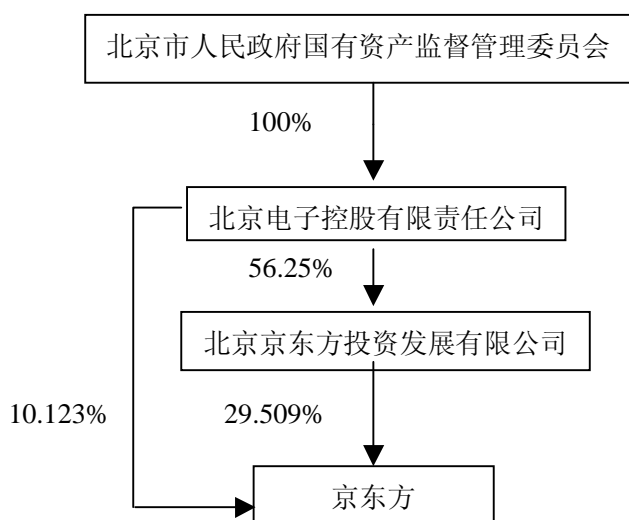 北京市人民政府国有资产监督管理委员会
100%
北京电子控股有限责任公司
56.25%
北京京东方投资发展有限公司
10.123%
29.509%
京东方